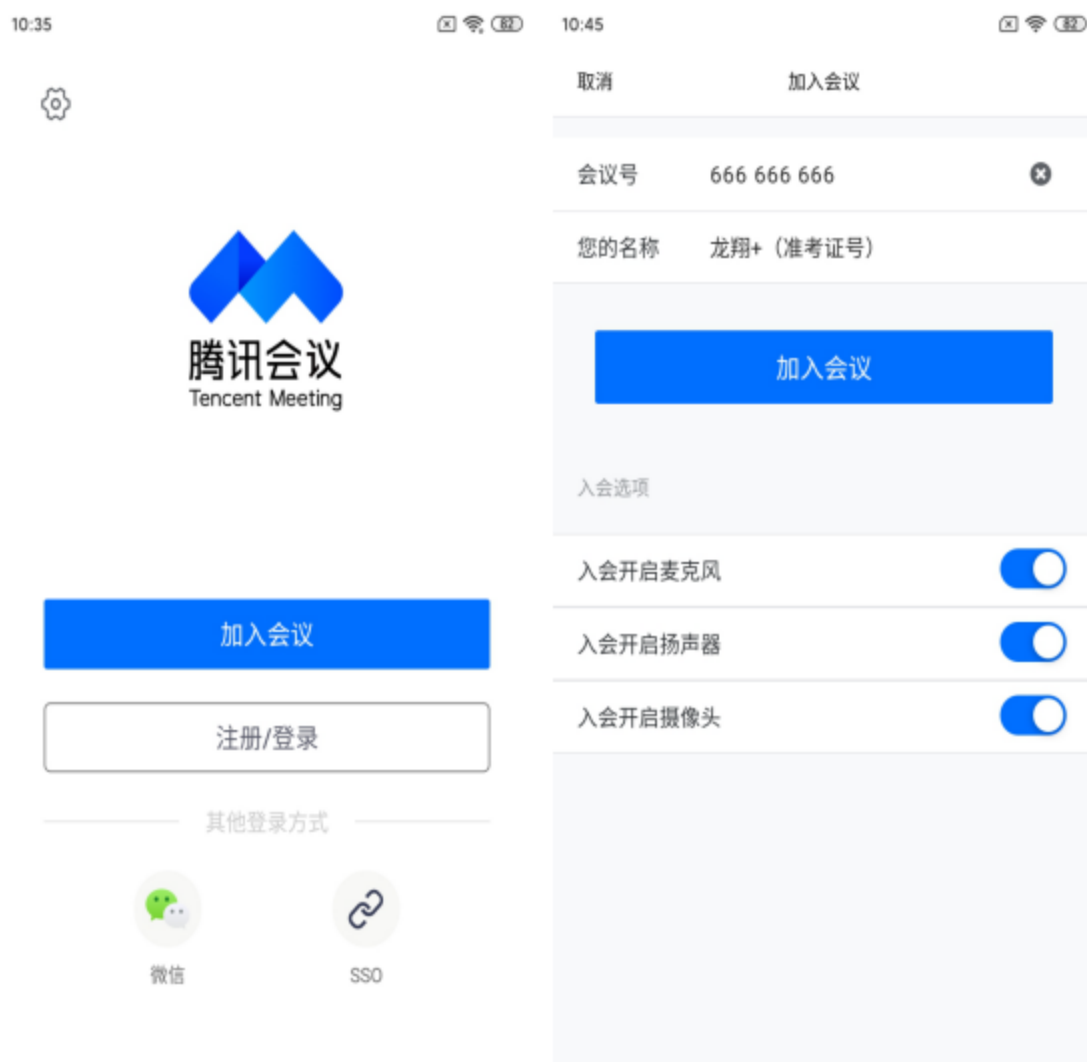 10:35
82
腾讯会议
Tencent Meeting
加入会议
注册/登录
其他登录方式
微信
SSO
10:45
82
取消
加入会议
会议号
666 666 666
您的名称
龙翔+（准考证号）
加入会议
入会选项
入会开启麦克风
入会开启扬声器
入会开启摄像头